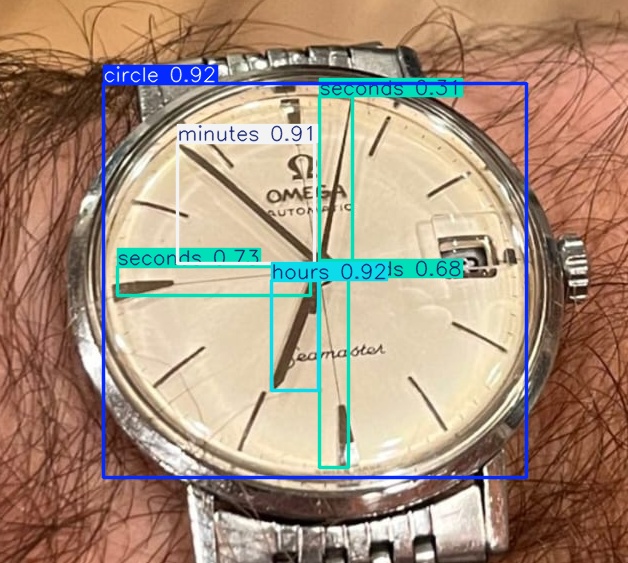 circle 0.92
seconds 0.31
minutes 0.91
Ω
OMEGA
AUTOMATIC
seconds 0.73
hours 0.92 ds 0.68
Seamaster